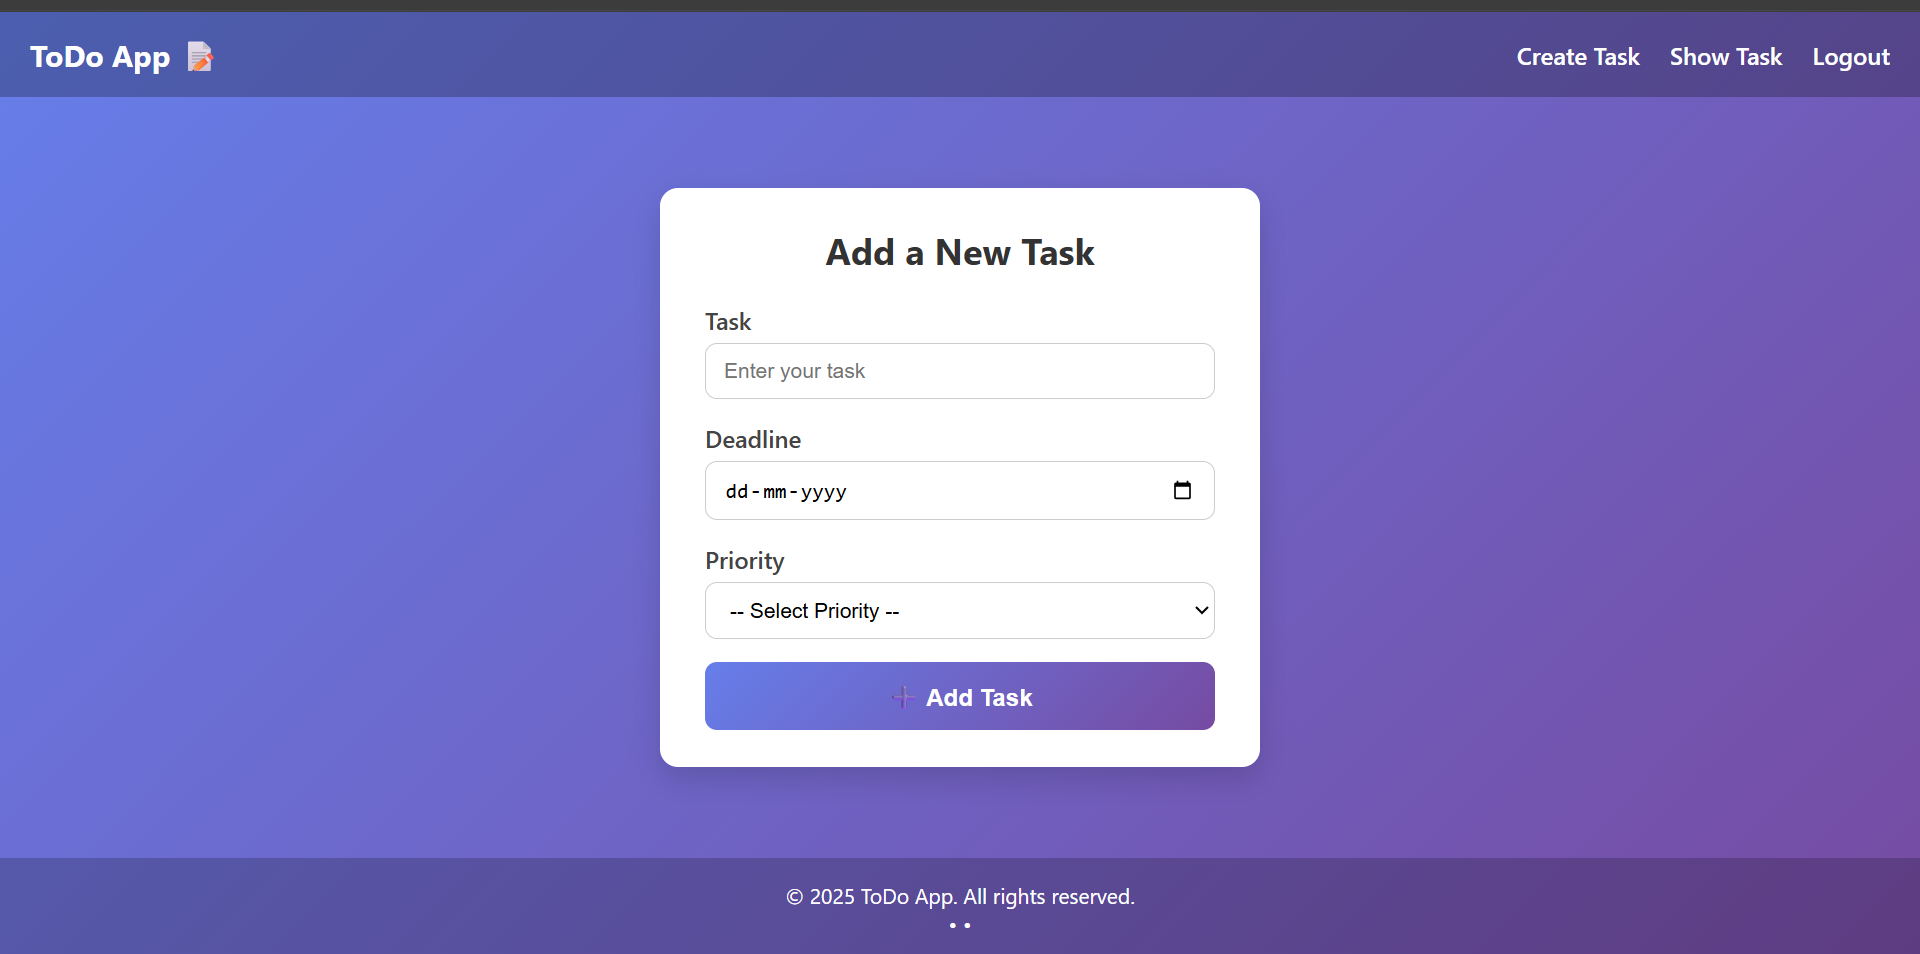 ToDo App 📝
Create Task
Show Task
Logout
Add a New Task
Task
Enter your task
Deadline
dd-mm-yyyy
Priority
-- Select Priority --
➕ Add Task
© 2025 ToDo App. All rights reserved.
• •